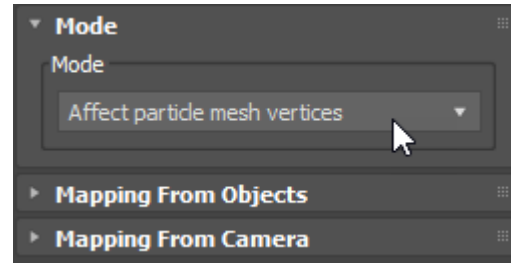 Mode
Mode
Affect particle mesh vertices
Mapping From Objects
Mapping From Camera